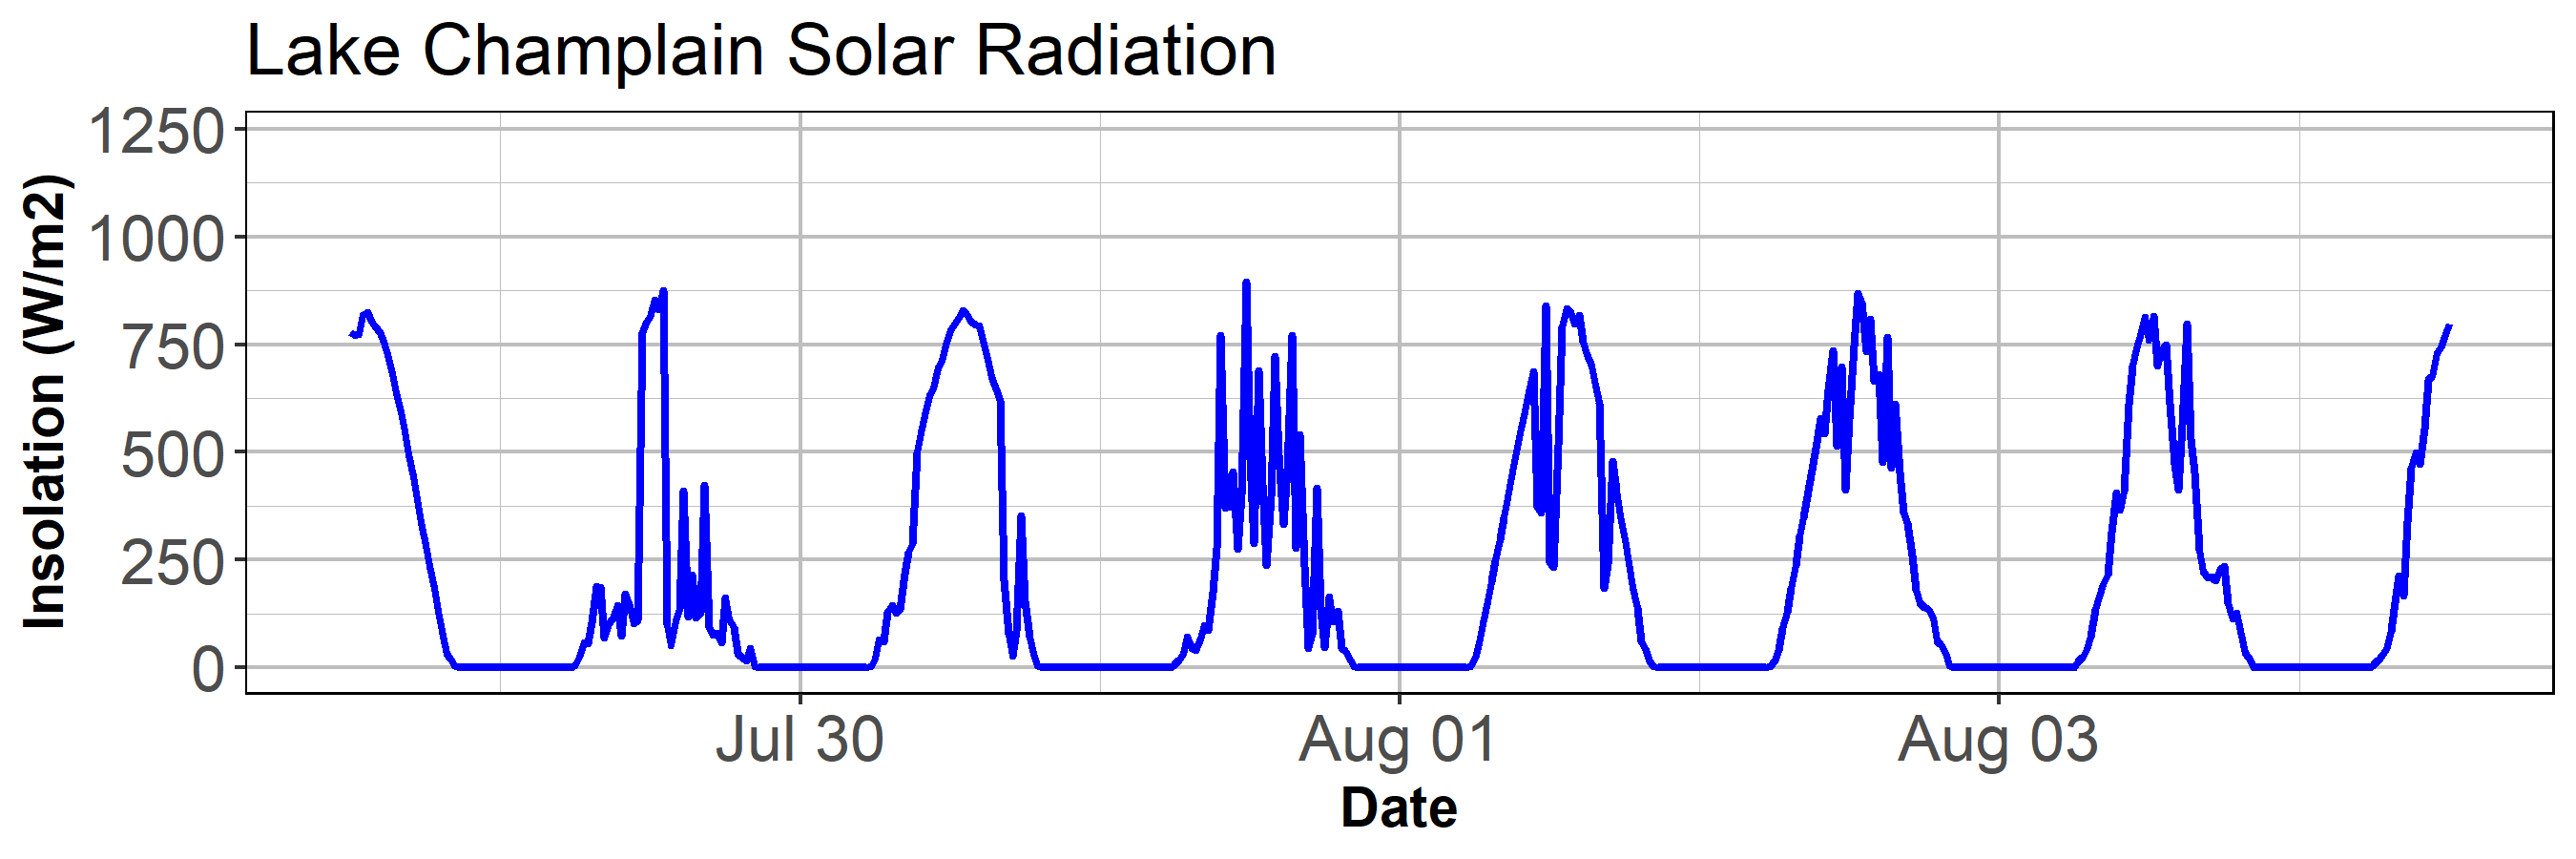 Lake Champlain Solar Radiation
Insolation (W/m2)
1250
1000
750
500
250
0
Jul 30 Aug 01 Aug 03
Date